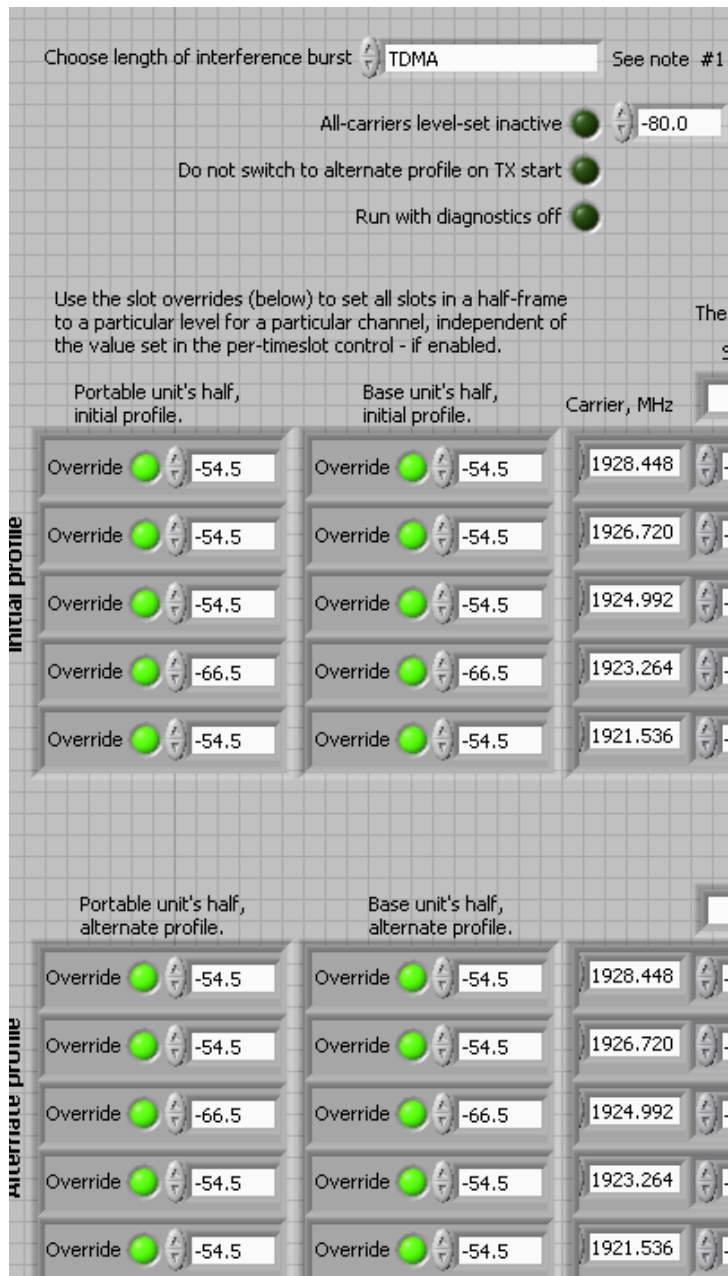 Choose length of interference burst TDMA See note #1
All-carriers level-set inactive -80.0
Do not switch to alternate profile on TX start
Run with diagnostics off
Use the slot overrides (below) to set all slots in a half-frame
to a particular level for a particular channel, independent of
the value set in the per-timeslot control - if enabled.
The
Portable unit's half,
initial profile.
Base unit's half,
initial profile.
Carrier, MHz
Initial profile
Override -54.5 Override -54.5 1928.448
Override -54.5 Override -54.5 1926.720
Override -54.5 Override -54.5 1924.992
Override -66.5 Override -66.5 1923.264
Override -54.5 Override -54.5 1921.536
Portable unit's half,
alternate profile.
Base unit's half,
alternate profile.
Alternate profile
Override -54.5 Override -54.5 1928.448
Override -54.5 Override -54.5 1926.720
Override -66.5 Override -66.5 1924.992
Override -54.5 Override -54.5 1923.264
Override -54.5 Override -54.5 1921.536